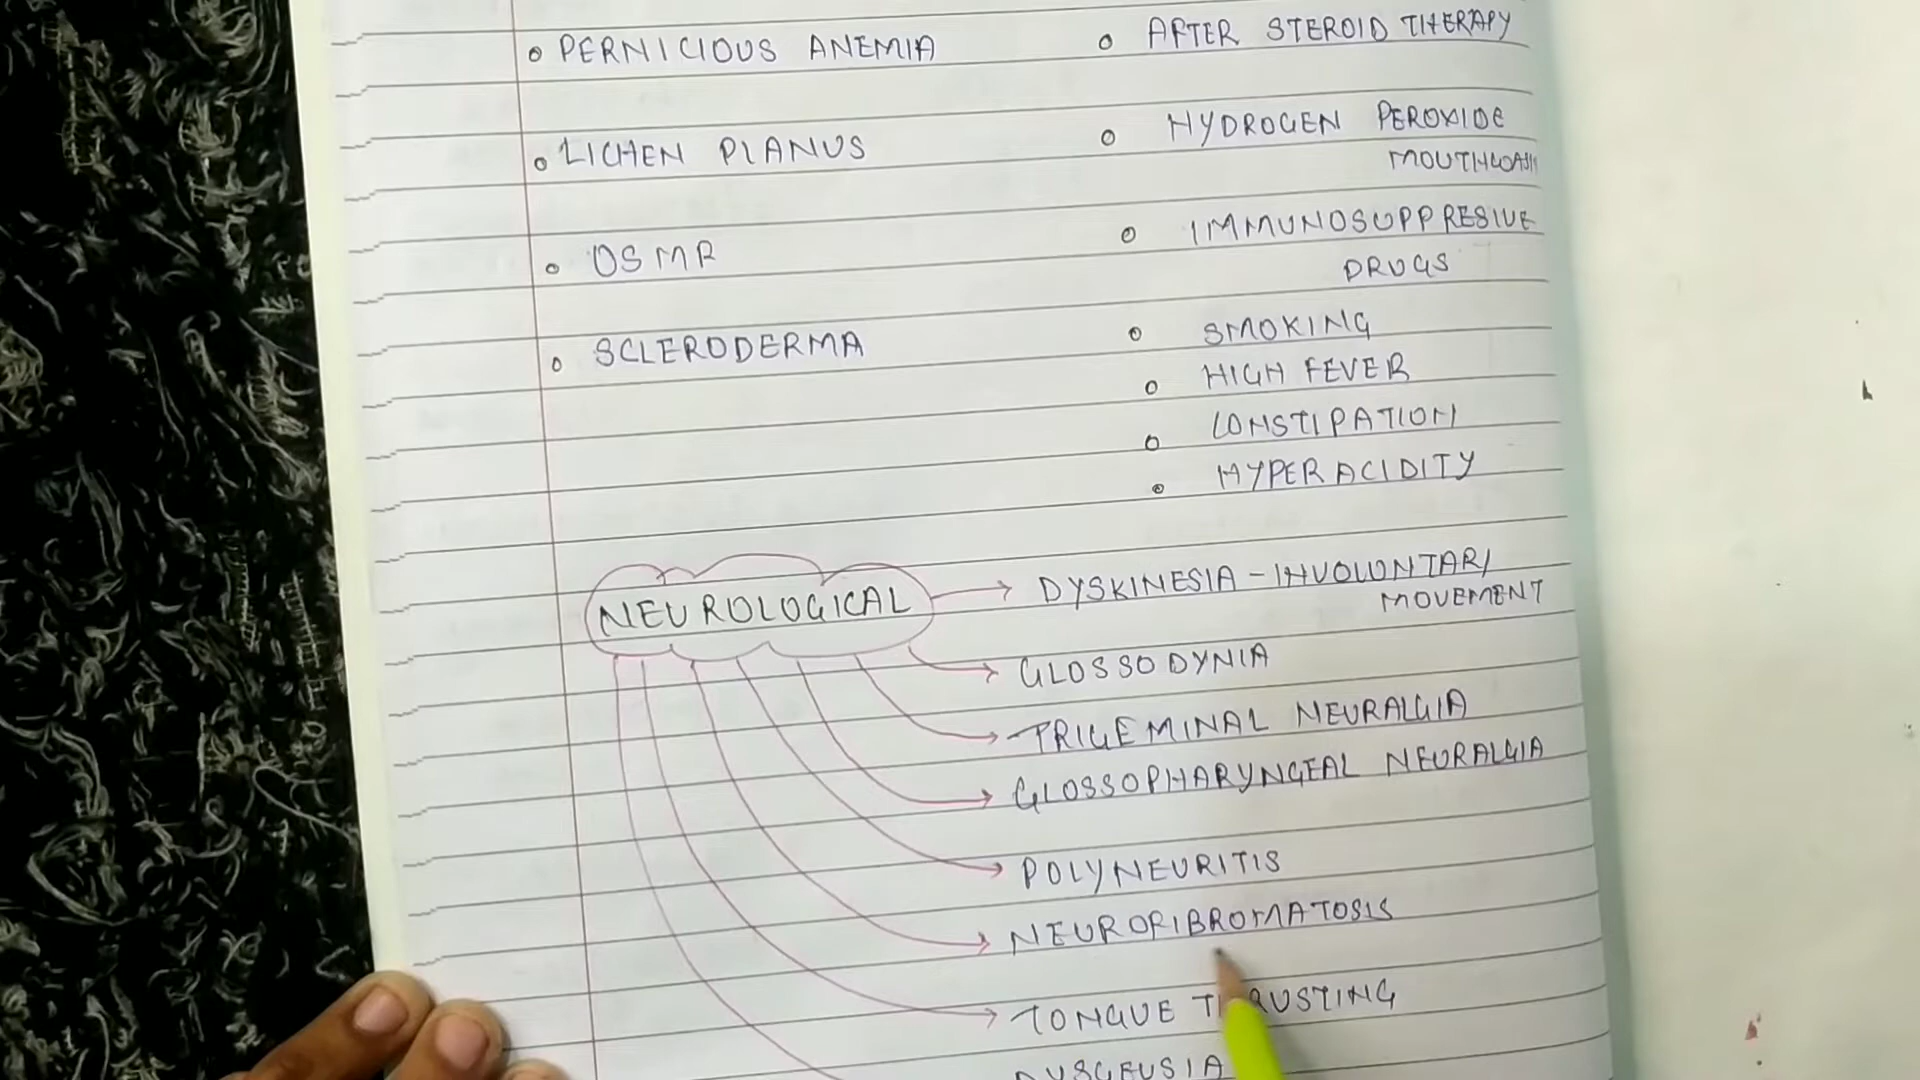 PERNICIOUS ANEMIA
LICHEN PLANUS
OSMF
SCLERODERMA
AFTER STEROID THERAPY
HYDROGEN PEROXIDE
MOUTHWASH
IMMUNOSUPPRESIVE
DRUGS
SMOKING
HIGH FEVER
CONSTIPATION
HYPERACIDITY
NEUROLOGICAL
DYSKINESIA - INVOLUNTARY
MOVEMENT
GLOSSODYNIA
TRIGEMINAL NEURALGIA
GLOSSOPHARYNGEAL NEURALGIA
POLYNEURITIS
NEUROFIBROMATOSIS
TONGUE THRUSTING
DYSGEUSIA